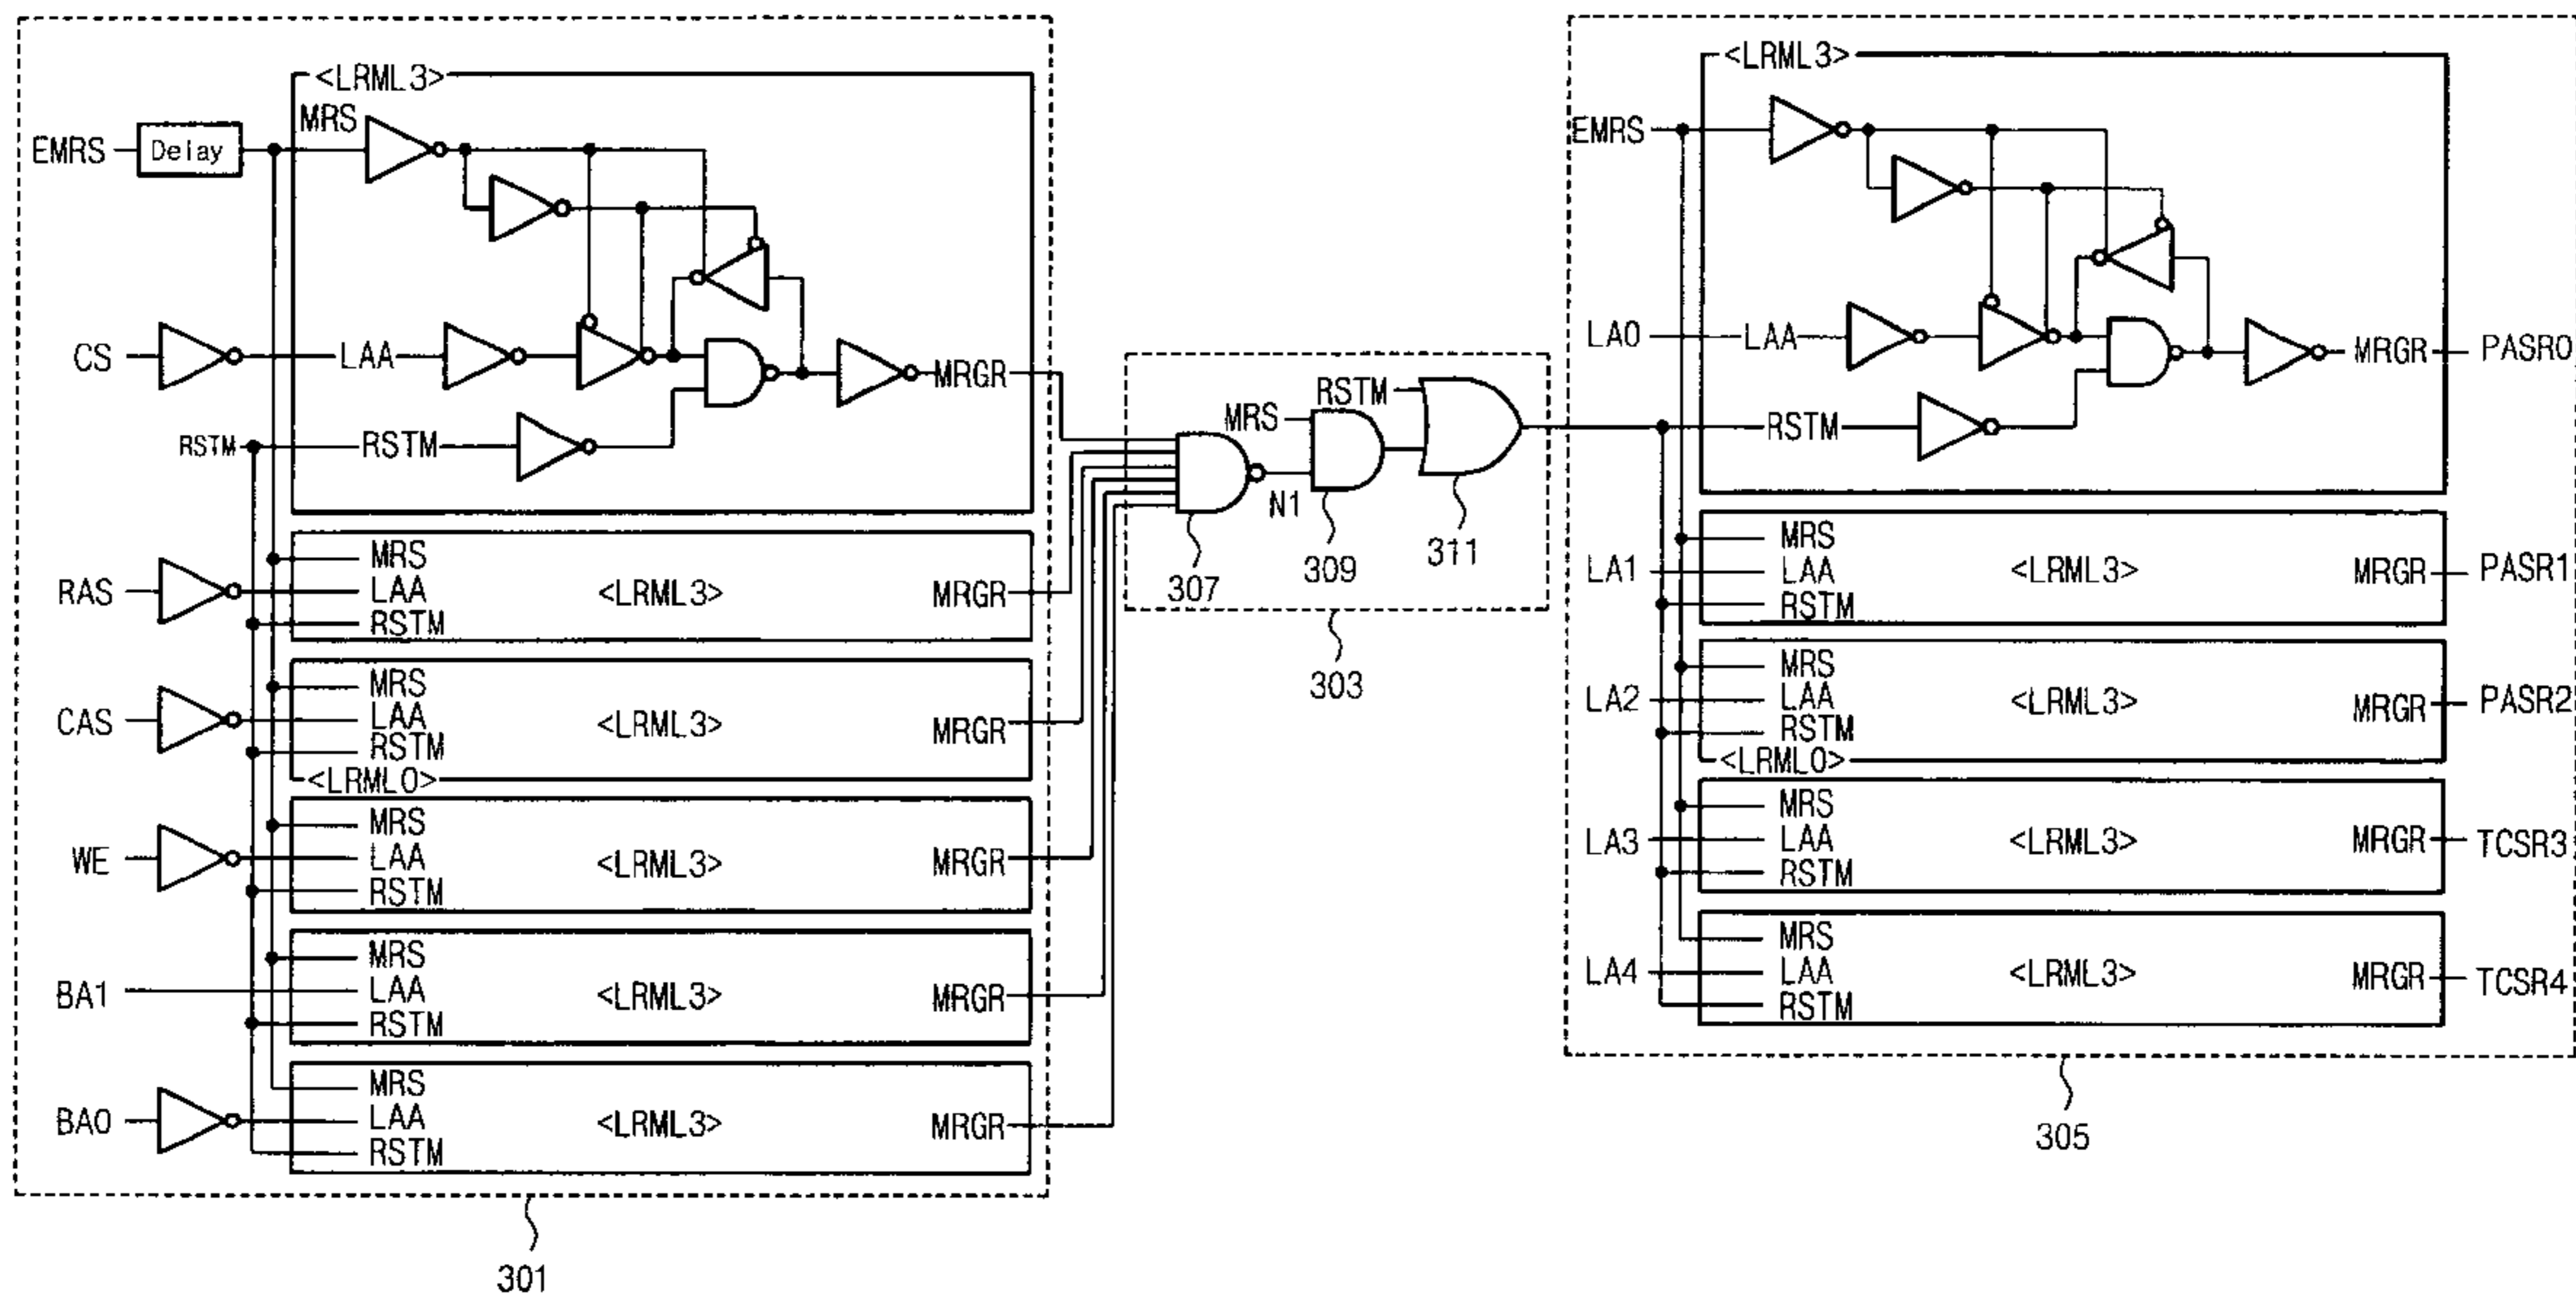 <LRML3>
MRS
EMRS
Delay
CS
LAA
MRGR
RSTM
RSTM
RAS
MRS
LAA
RSTM
<LRML3>
MRGR
CAS
MRS
LAA
RSTM
<LRML3>
MRGR
<LRML0>
WE
MRS
LAA
RSTM
<LRML3>
MRGR
BA1
MRS
LAA
RSTM
<LRML3>
MRGR
BA0
MRS
LAA
RSTM
<LRML3>
MRGR
301
RSTM
MRS
N1
307
309
311
303
<LRML3>
EMRS
LA0
LAA
MRGR
PASR0
RSTM
LA1
MRS
LAA
RSTM
<LRML3>
MRGR
PASR1
LA2
MRS
LAA
RSTM
<LRML3>
MRGR
PASR2
<LRML0>
LA3
MRS
LAA
RSTM
<LRML3>
MRGR
TCSR3
LA4
MRS
LAA
RSTM
<LRML3>
MRGR
TCSR4
305